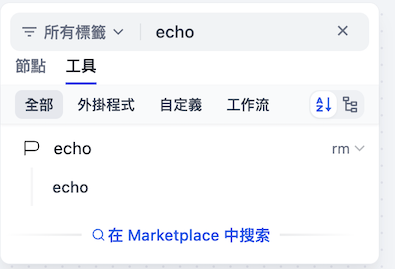 所有標籤 echo
節點 工具
全部 外掛程式 自定義 工作流
echo rm
echo
在 Marketplace 中搜索